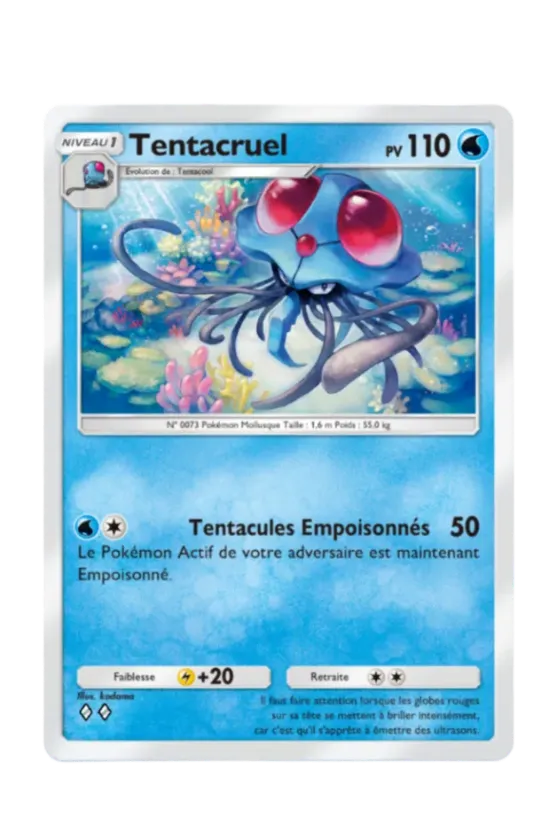 NIVEAU 1
Tentacruel
PV 110
Évolution de : Tentacool
N° 0073 Pokémon Mollusque Taille : 1,6 m Poids : 55,0 kg
Tentacules Empoisonnés 50
Le Pokémon Actif de votre adversaire est maintenant
Empoisonné.
Faiblesse +20
Retraite
Illus. kodama
Il faut faire attention lorsque les globes rouges
sur sa tête se mettent à briller intensément,
car c'est qu'il s'apprête à émettre des ultrasons.